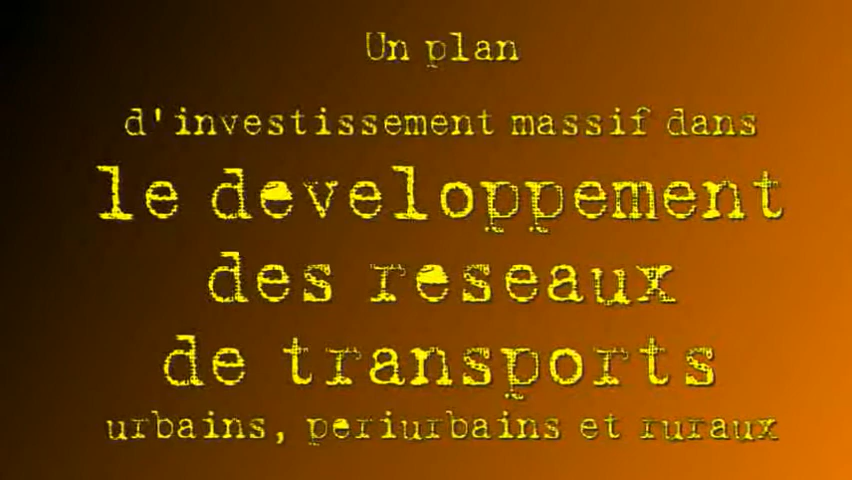 Un plan
d'investissement massif dans
le developpement
des reseaux
de transports
urbains, periurbains et ruraux